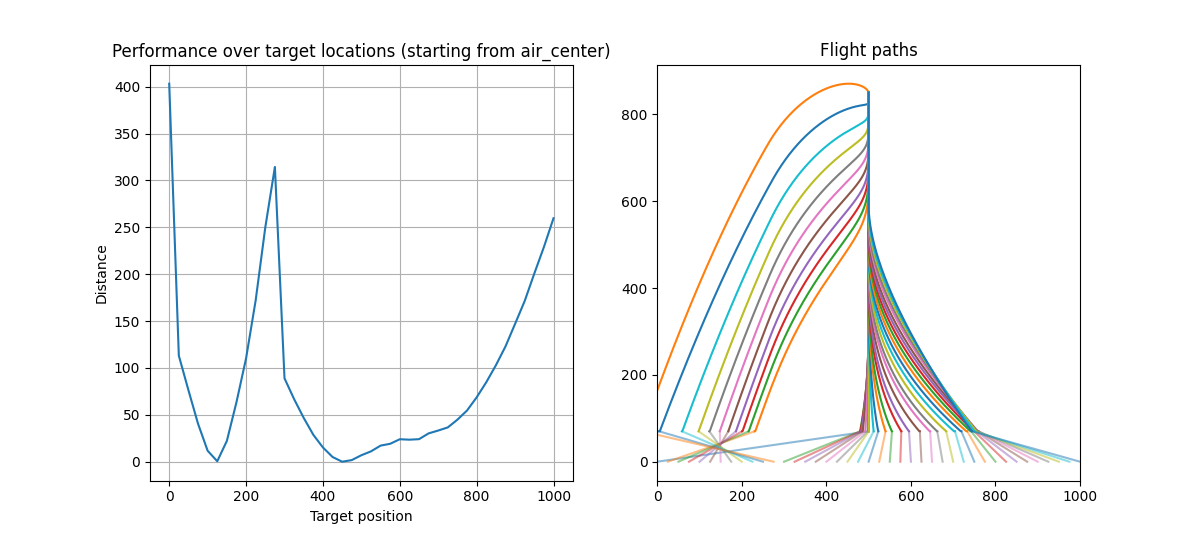 Performance over target locations (starting from air_center)
400
350
300
250
200
150
100
50
0
Distance
0 200 400 600 800 1000
Target position
Flight paths
800
600
400
200
0
0 200 400 600 800 1000